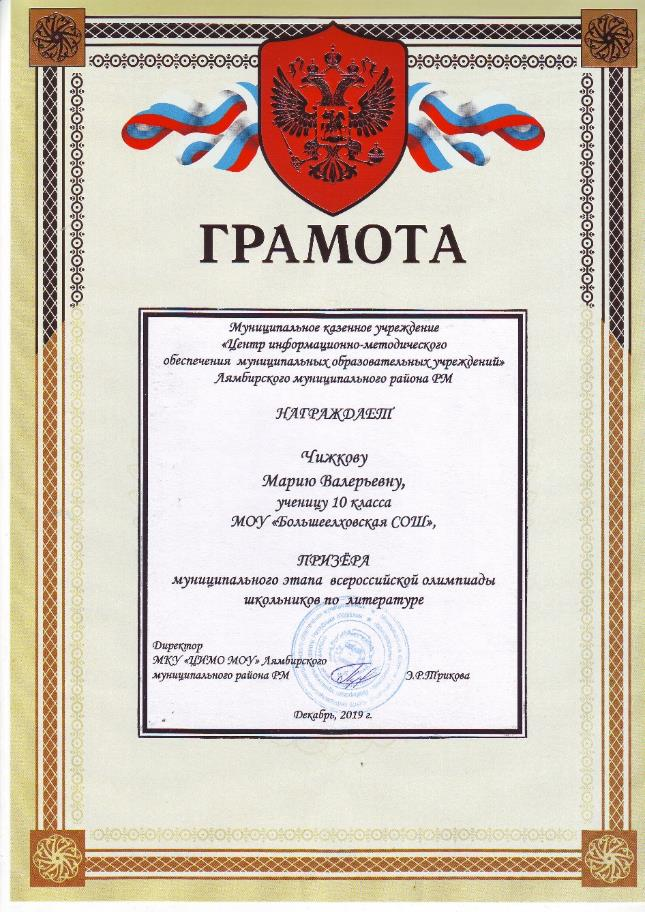 ГРАМОТА
Муниципальное казенное учреждение
«Центр информационно-методического
обеспечения муниципальных образовательных учреждений»
Лямбирского муниципального района РМ
НАГРАЖДАЕТ
Чижкову
Марию Валерьевну,
ученицу 10 класса
МОУ «Большеелховская СОШ»,
ПРИЗЁРА
муниципального этапа всероссийской олимпиады
школьников по литературе
Директор
МКУ «ЦИМО МОУ» Лямбирского
муниципального района РМ Э.Р.Трикова
Декабрь, 2019 г.